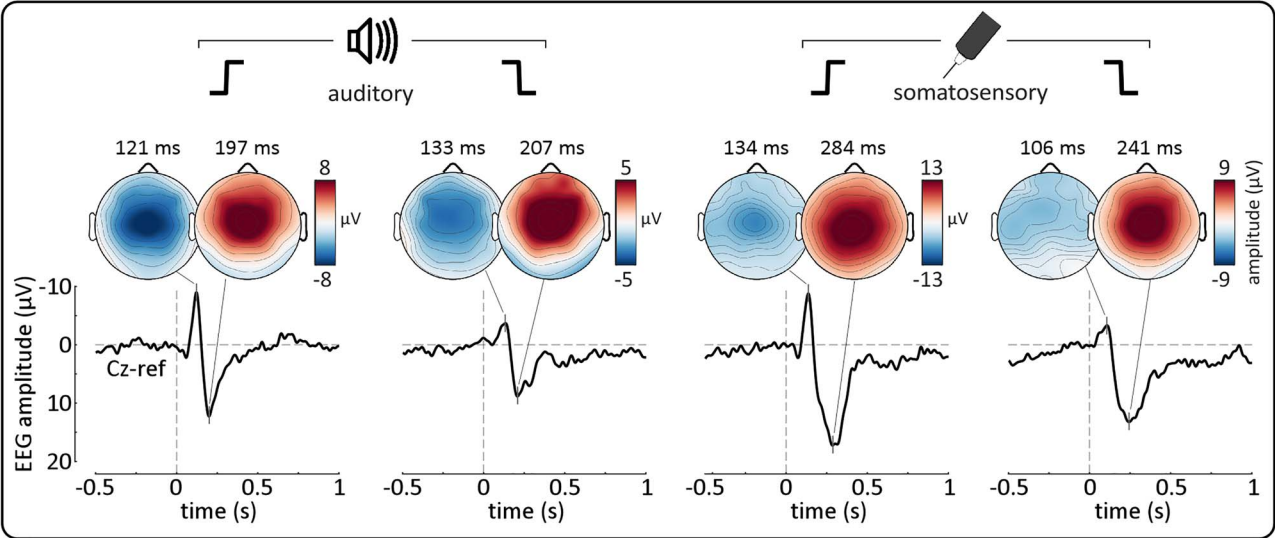 auditory
somatosensory
121 ms
197 ms
133 ms
207 ms
134 ms
284 ms
106 ms
241 ms
8
μV
-8
5
μV
-5
13
μV
-13
9
amplitude (μV)
-9
EEG amplitude (μV)
-10
0
10
20
Cz-ref
-0.5 0 0.5 1
time (s)
-0.5 0 0.5 1
time (s)
-0.5 0 0.5 1
time (s)
-0.5 0 0.5 1
time (s)